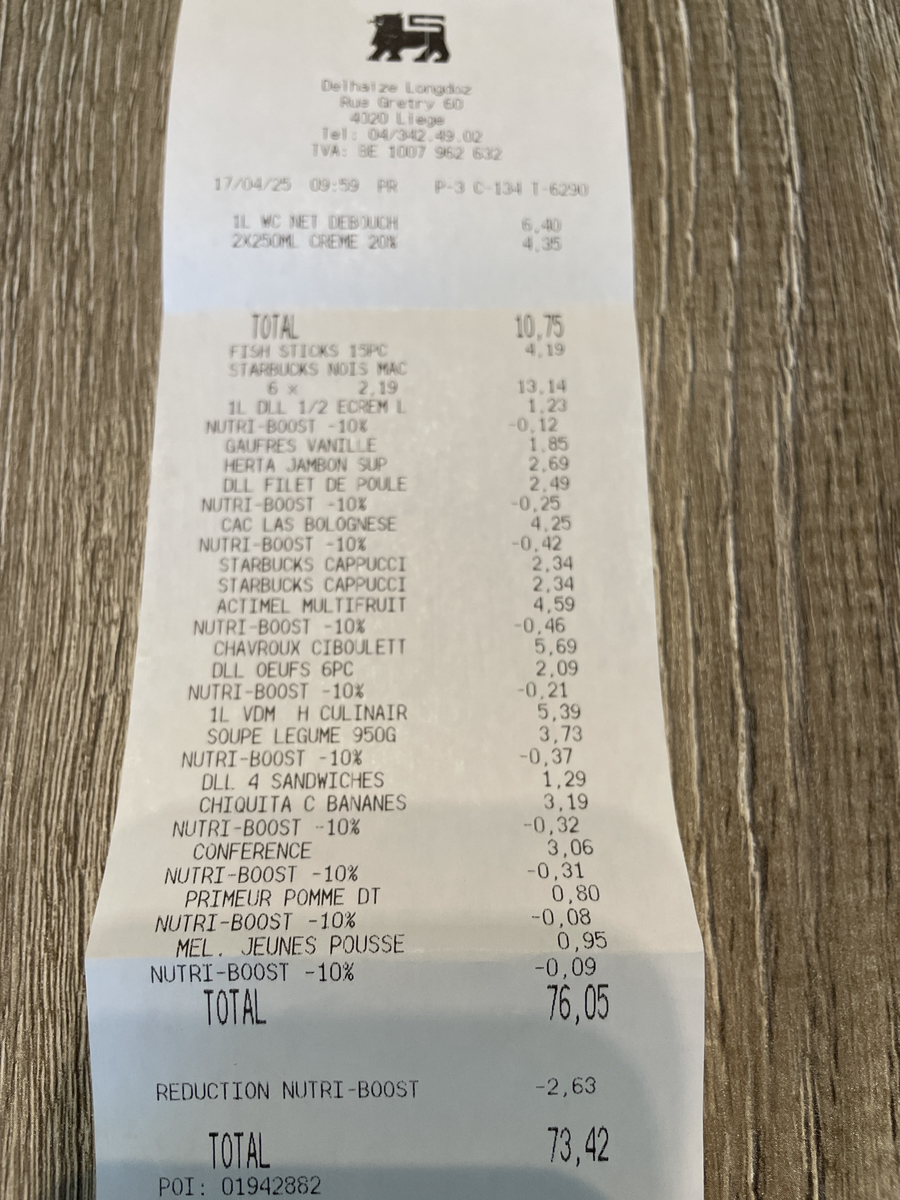 Delhaize Longdoz
Rue Gretry 60
4020 Liege
Tel: 04/342.49.02
TVA: BE 1007 962 632
17/04/25 09:59 PR P-3 C-134 T-6290
1L WC NET DEBOUCH 6,40
2X250ML CREME 20% 4,35
TOTAL 10,75
FISH STICKS 15PC 4,19
STARBUCKS NOIS MAC
6 x 2,19 13,14
1L DLL 1/2 ECREM L 1,23
NUTRI-BOOST -10% -0,12
GAUFRES VANILLE 1,85
HERTA JAMBON SUP 2,69
DLL FILET DE POULE 2,49
NUTRI-BOOST -10% -0,25
CAC LAS BOLOGNESE 4,25
NUTRI-BOOST -10% -0,42
STARBUCKS CAPPUCCI 2,34
STARBUCKS CAPPUCCI 2,34
ACTIMEL MULTIFRUIT 4,59
NUTRI-BOOST -10% -0,46
CHAVROUX CIBOULETT 5,69
DLL OEUFS 6PC 2,09
NUTRI-BOOST -10% -0,21
1L VDM H CULINAIR 5,39
SOUPE LEGUME 950G 3,73
NUTRI-BOOST -10% -0,37
DLL 4 SANDWICHES 1,29
CHIQUITA C BANANES 3,19
NUTRI-BOOST -10% -0,32
CONFERENCE 3,06
NUTRI-BOOST -10% -0,31
PRIMEUR POMME DT 0,80
NUTRI-BOOST -10% -0,08
MEL. JEUNES POUSSE 0,95
NUTRI-BOOST -10% -0,09
TOTAL 76,05
REDUCTION NUTRI-BOOST -2,63
TOTAL 73,42
POI: 01942882